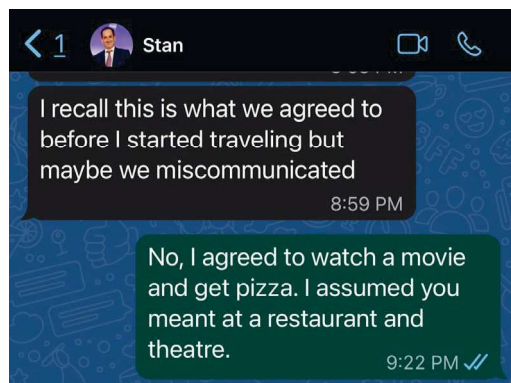 1
Stan
I recall this is what we agreed to
before I started traveling but
maybe we miscommunicated
8:59 PM
No, I agreed to watch a movie
and get pizza. I assumed you
meant at a restaurant and
theatre.
9:22 PM